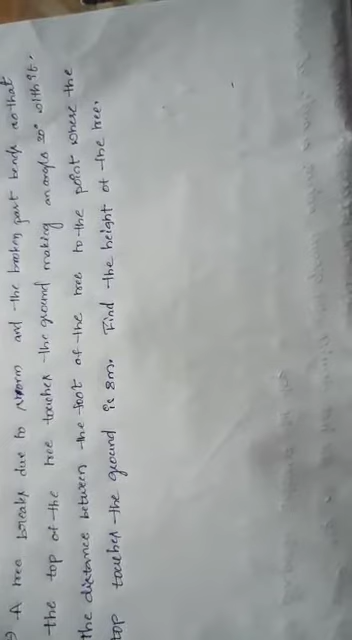 ) A tree breaks due to storm and the broken part bends so that
the top of the tree touches the ground making an angle 30° with it.
the distance between the foot of the tree to the point where the
top touches the ground is 8m. Find the height of the tree.